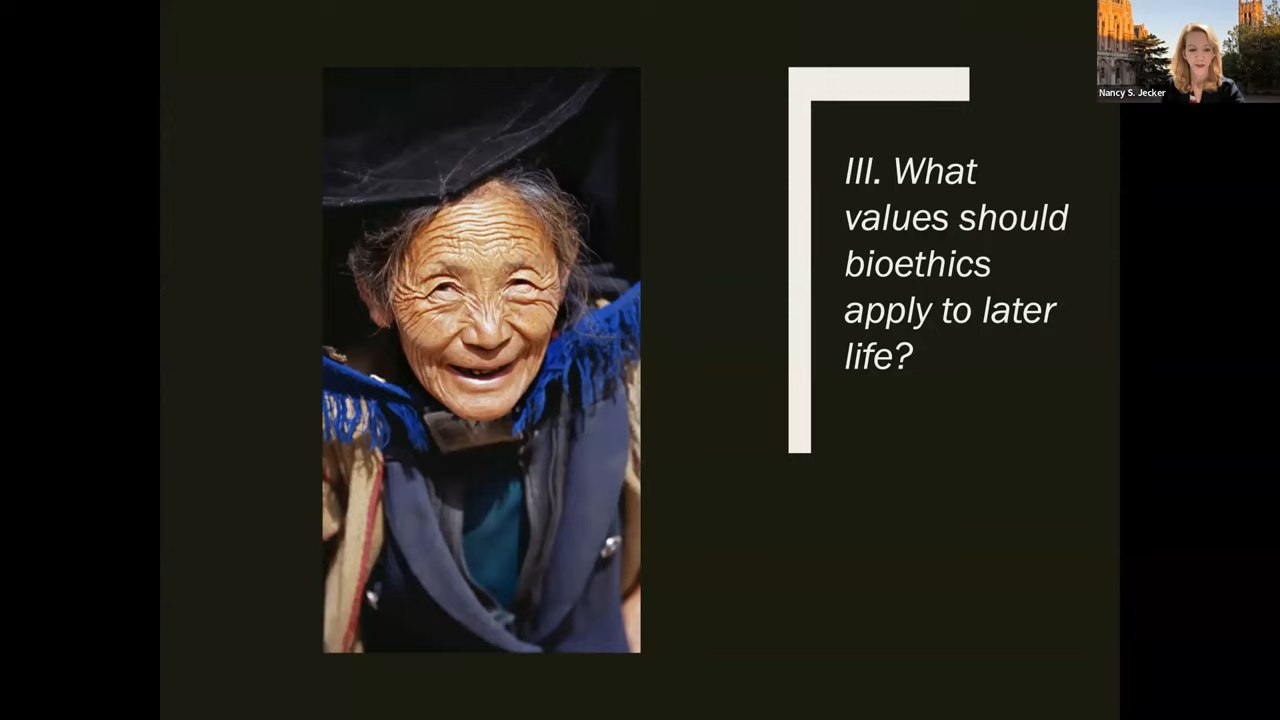 Nancy S. Jecker
III. What
values should
bioethics
apply to later
life?